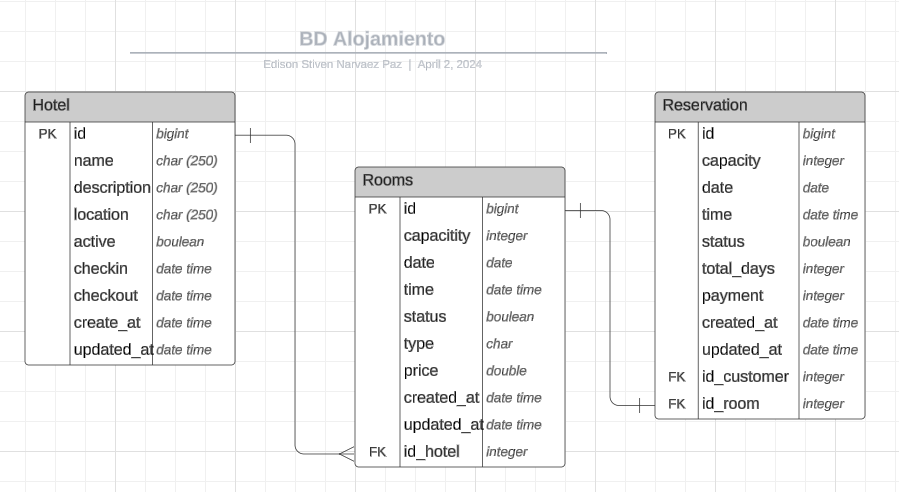 BD Alojamiento
Edison Stiven Narvaez Paz | April 2, 2024
Hotel
PK id bigint
name char (250)
description char (250)
location char (250)
active boulean
checkin date time
checkout date time
create_at date time
updated_at date time
Rooms
PK id bigint
capacitity integer
date date
time date time
status boulean
type char
price double
created_at date time
updated_at date time
FK id_hotel integer
Reservation
PK id bigint
capacity integer
date date
time date time
status boulean
total_days integer
payment integer
created_at date time
updated_at date time
FK id_customer integer
FK id_room integer